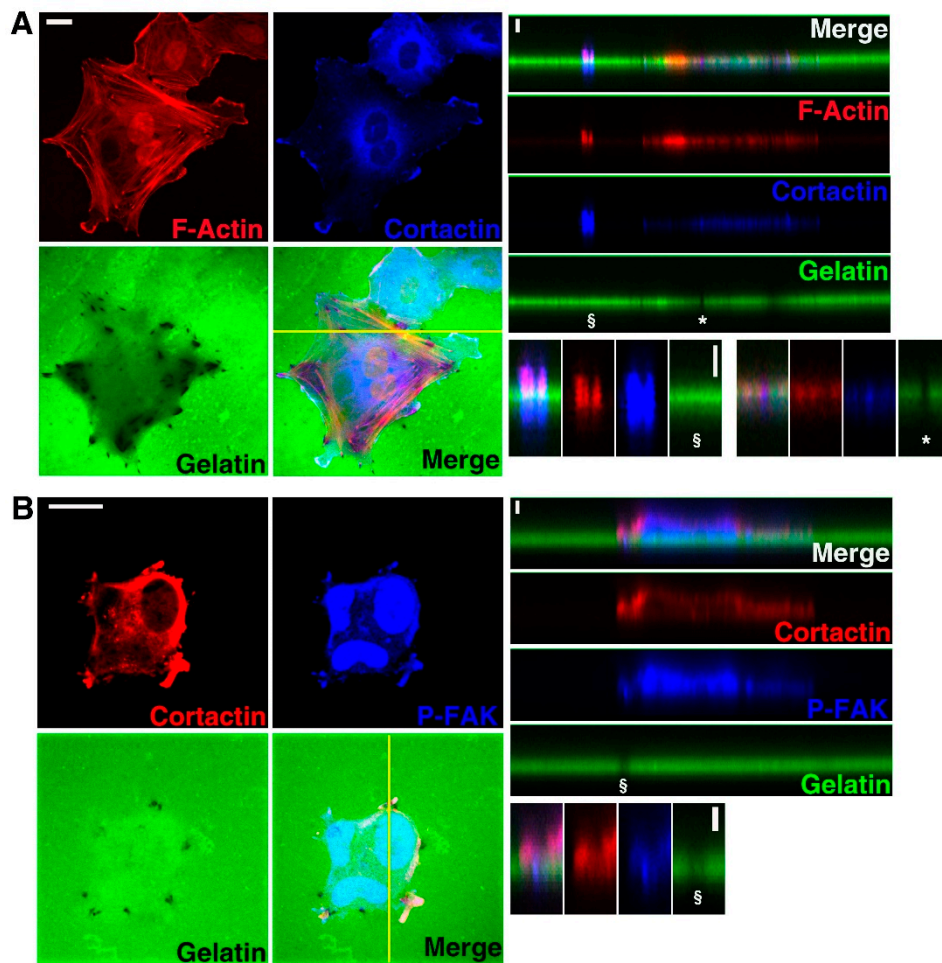 A
F-Actin
Cortactin
Gelatin
Merge
Merge
F-Actin
Cortactin
Gelatin
§ *
§ *
B
Cortactin
P-FAK
Gelatin
Merge
Merge
Cortactin
P-FAK
Gelatin
§
§